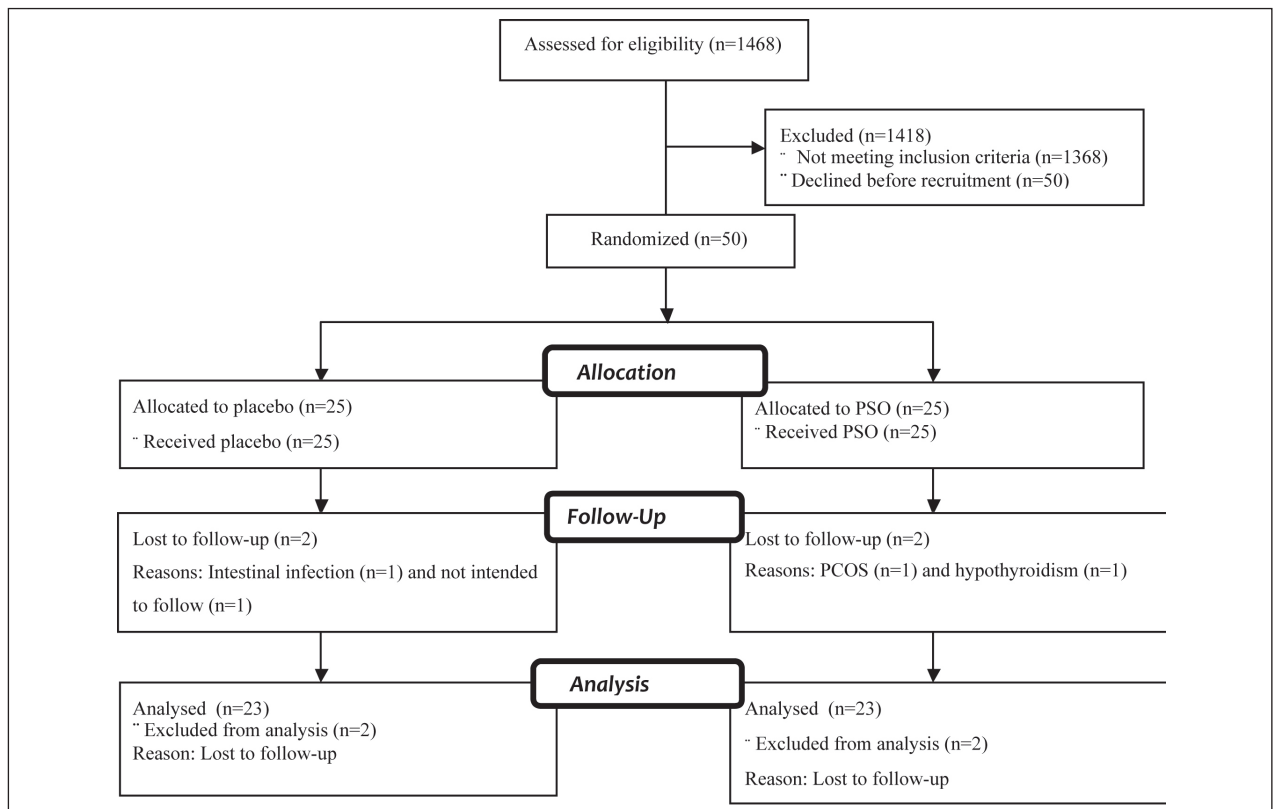 Assessed for eligibility (n=1468)
Excluded (n=1418)
¨ Not meeting inclusion criteria (n=1368)
¨ Declined before recruitment (n=50)
Randomized (n=50)
Allocation
Allocated to placebo (n=25)
¨ Received placebo (n=25)
Allocated to PSO (n=25)
¨ Received PSO (n=25)
Follow-Up
Lost to follow-up (n=2)
Reasons: Intestinal infection (n=1) and not intended
to follow (n=1)
Lost to follow-up (n=2)
Reasons: PCOS (n=1) and hypothyroidism (n=1)
Analysis
Analysed (n=23)
¨ Excluded from analysis (n=2)
Reason: Lost to follow-up
Analysed (n=23)
¨ Excluded from analysis (n=2)
Reason: Lost to follow-up